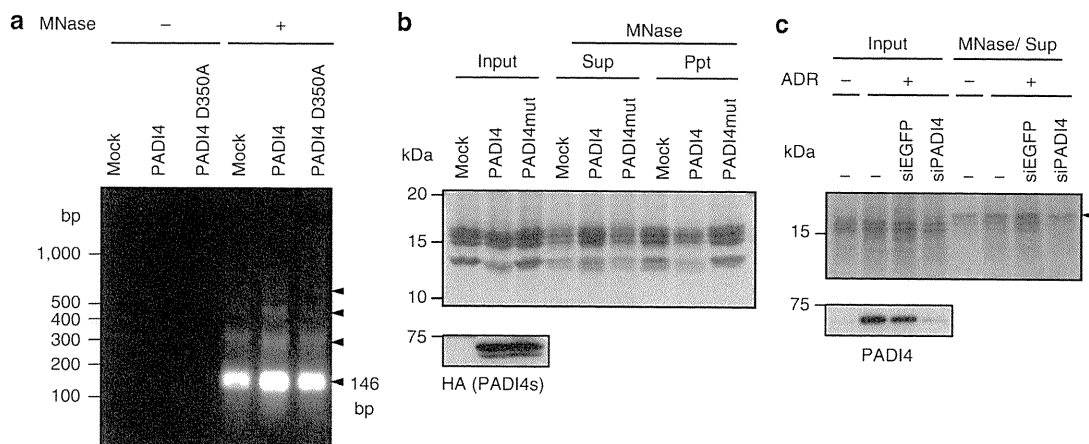 a
MNase − +
Mock PADI4 PADI4 D350A Mock PADI4 PADI4 D350A
bp
1,000
500
400
300
200
100
146
bp
b
MNase
Input Sup Ppt
Mock PADI4 PADI4mut Mock PADI4 PADI4mut Mock PADI4 PADI4mut
kDa
20
15
10
75
HA (PADI4s)
c
Input MNase/ Sup
ADR − + − +
kDa
− − siEGFP siPADI4 − − siEGFP siPADI4
15
75
PADI4